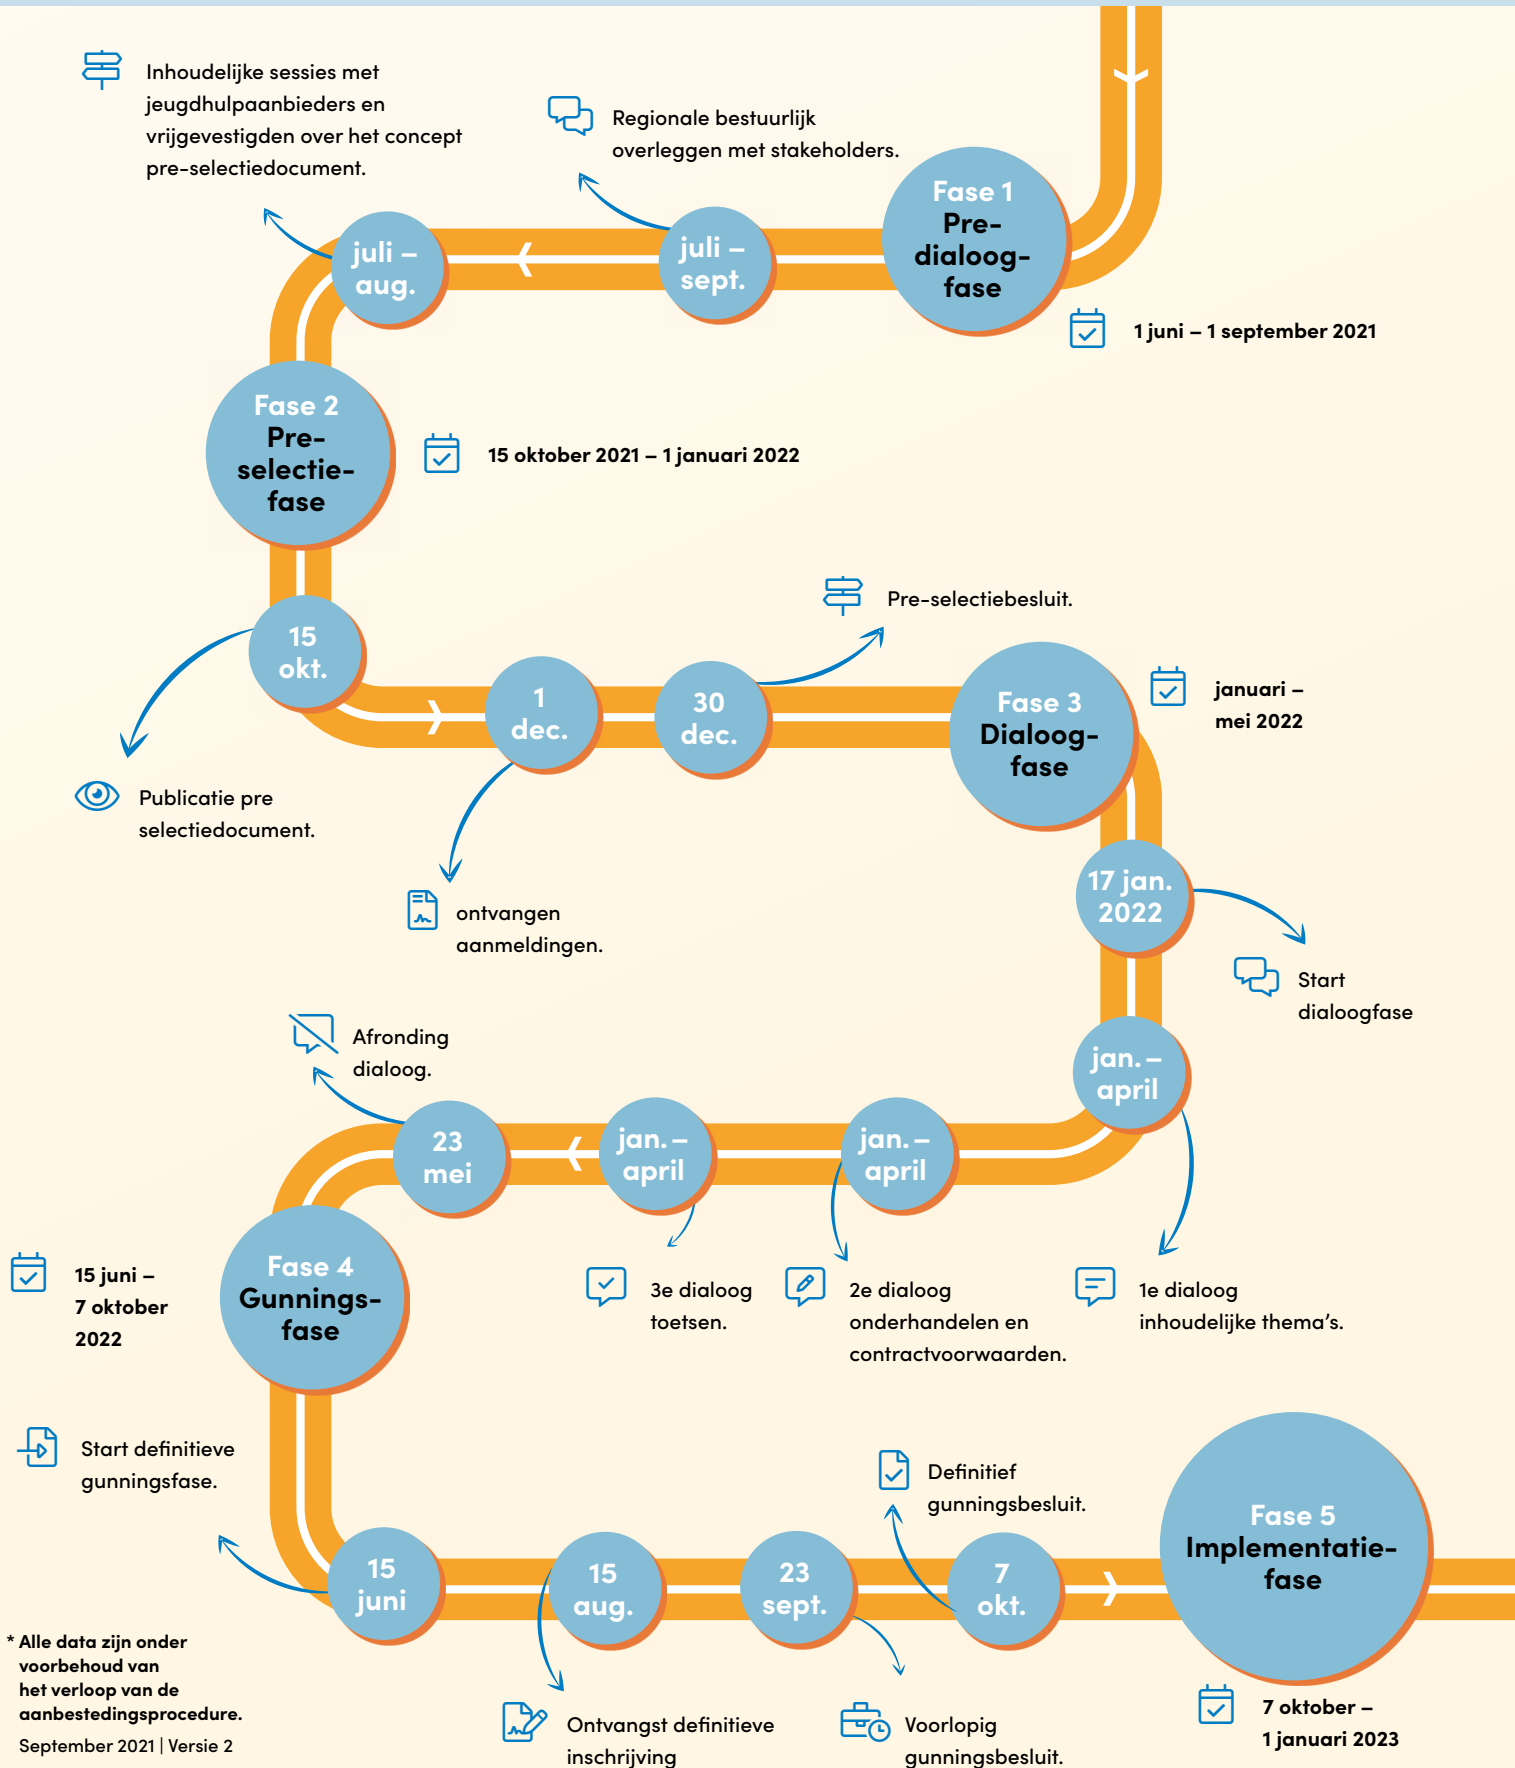 Inhoudelijke sessies met
jeugdhulpaanbieders en
vrijgevestigden over het concept
pre-selectiedocument.
Regionale bestuurlijk
overleggen met stakeholders.
Fase 1
Pre-
dialoog-
fase
juli –
sept.
juli –
aug.
1 juni – 1 september 2021
Fase 2
Pre-
selectie-
fase
15 oktober 2021 – 1 januari 2022
15
okt.
Publicatie pre
selectiedocument.
1
dec.
ontvangen
aanmeldingen.
30
dec.
Pre-selectiebesluit.
Fase 3
Dialoog-
fase
januari –
mei 2022
17 jan.
2022
Start
dialoogfase
jan. –
april
1e dialoog
inhoudelijke thema's.
jan. –
april
2e dialoog
onderhandelen en
contractvoorwaarden.
jan. –
april
3e dialoog
toetsen.
23
mei
Afronding
dialoog.
Fase 4
Gunnings-
fase
15 juni –
7 oktober
2022
Start definitieve
gunningsfase.
15
juni
15
aug.
Ontvangst definitieve
inschrijving
23
sept.
Voorlopig
gunningsbesluit.
7
okt.
Definitief
gunningsbesluit.
Fase 5
Implementatie-
fase
7 oktober –
1 januari 2023
* Alle data zijn onder
voorbehoud van
het verloop van de
aanbestedingsprocedure.
September 2021 | Versie 2